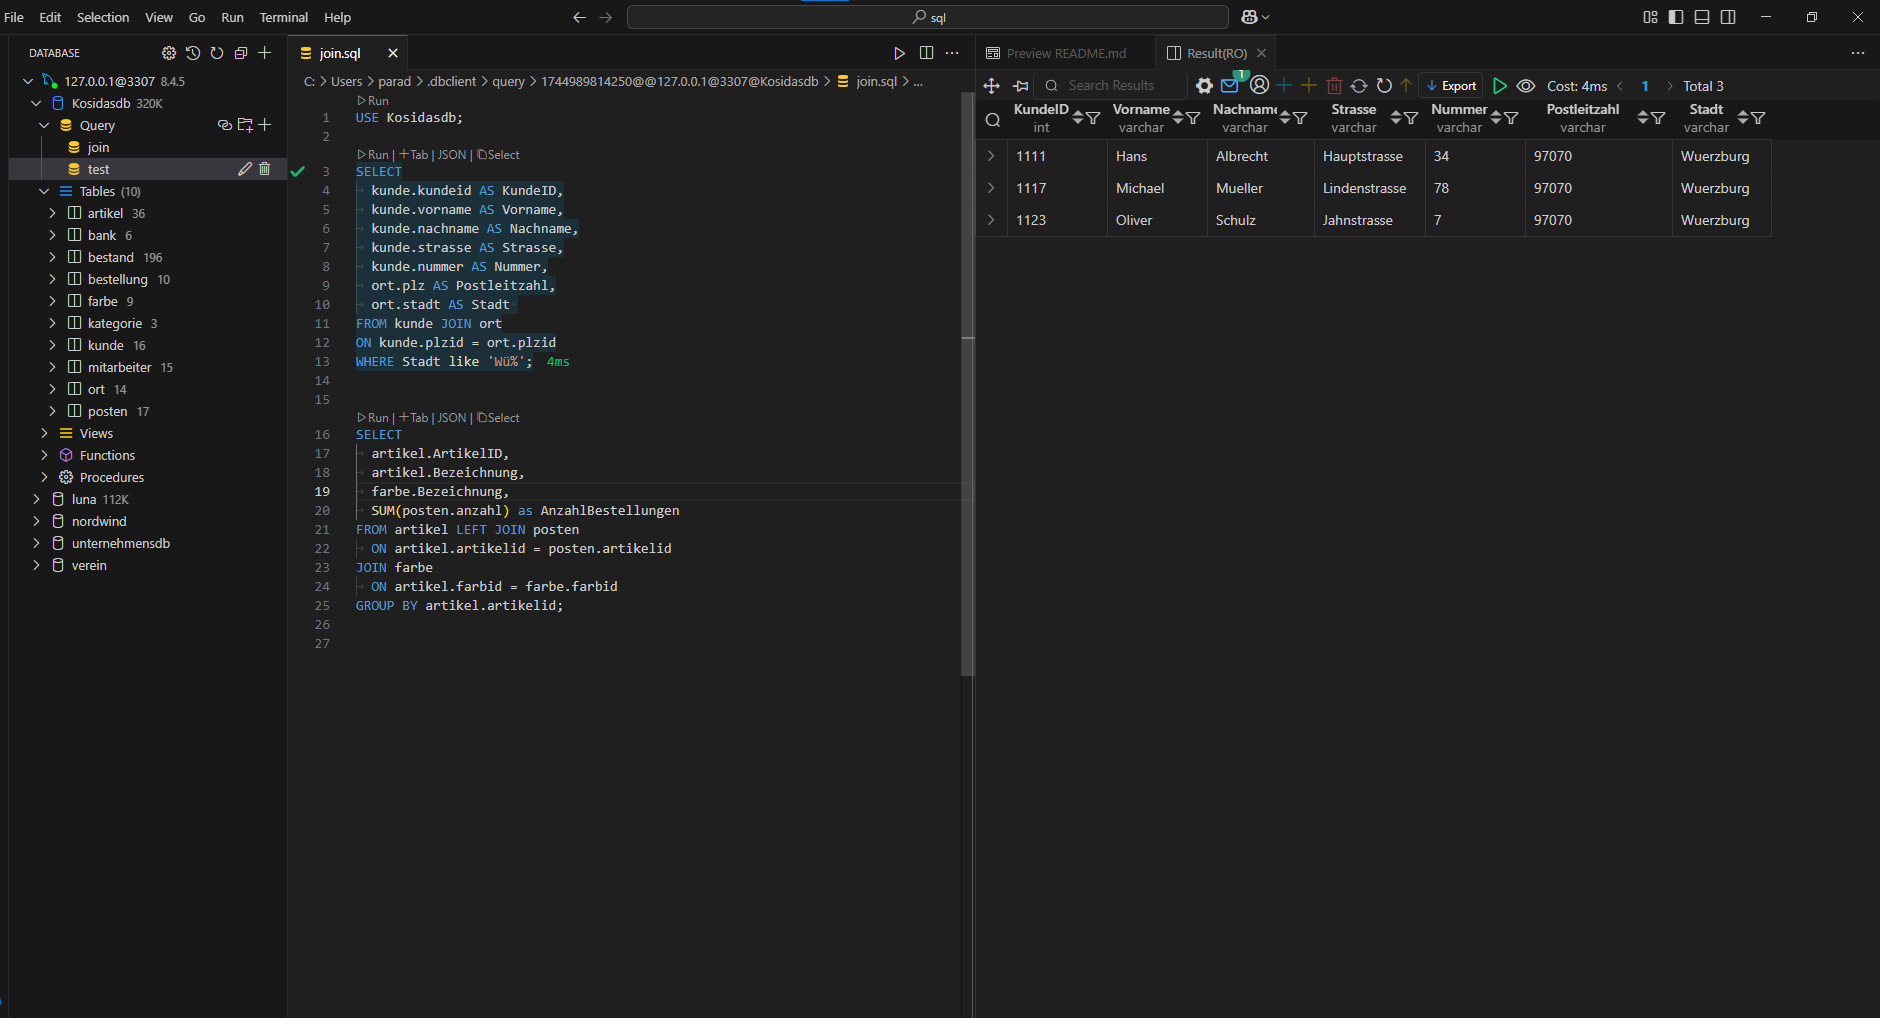 File Edit Selection View Go Run Terminal Help
sql
DATABASE
127.0.0.1@3307 8.4.5
Kosidasdb 320K
Query
join
test
Tables (10)
artikel 36
bank 6
bestand 196
bestellung 10
farbe 9
kategorie 3
kunde 16
mitarbeiter 15
ort 14
posten 17
Views
Functions
Procedures
luna 112K
nordwind
unternehmensdb
verein
join.sql
C: > Users > parad > .dbclient > query > 1744989814250@@127.0.0.1@3307@Kosidasdb > join.sql > ...
Run
1 USE Kosidasdb;
2
Run | Tab | JSON | Select
3 SELECT
4 kunde.kundeid AS KundeID,
5 kunde.vorname AS Vorname,
6 kunde.nachname AS Nachname,
7 kunde.strasse AS Strasse,
8 kunde.nummer AS Nummer,
9 ort.plz AS Postleitzahl,
10 ort.stadt AS Stadt
11 FROM kunde JOIN ort
12 ON kunde.plzid = ort.plzid
13 WHERE Stadt like 'Wü%'; 4ms
14
15
Run | Tab | JSON | Select
16 SELECT
17 artikel.ArtikelID,
18 artikel.Bezeichnung,
19 farbe.Bezeichnung,
20 SUM(posten.anzahl) as AnzahlBestellungen
21 FROM artikel LEFT JOIN posten
22 ON artikel.artikelid = posten.artikelid
23 JOIN farbe
24 ON artikel.farbid = farbe.farbid
25 GROUP BY artikel.artikelid;
26
27
Preview README.md Result(RO)
Search Results 1 Export Cost: 4ms 1 Total 3
KundeID Vorname Nachname Strasse Nummer Postleitzahl Stadt
int varchar varchar varchar varchar varchar varchar
1111 Hans Albrecht Hauptstrasse 34 97070 Wuerzburg
1117 Michael Mueller Lindenstrasse 78 97070 Wuerzburg
1123 Oliver Schulz Jahnstrasse 7 97070 Wuerzburg